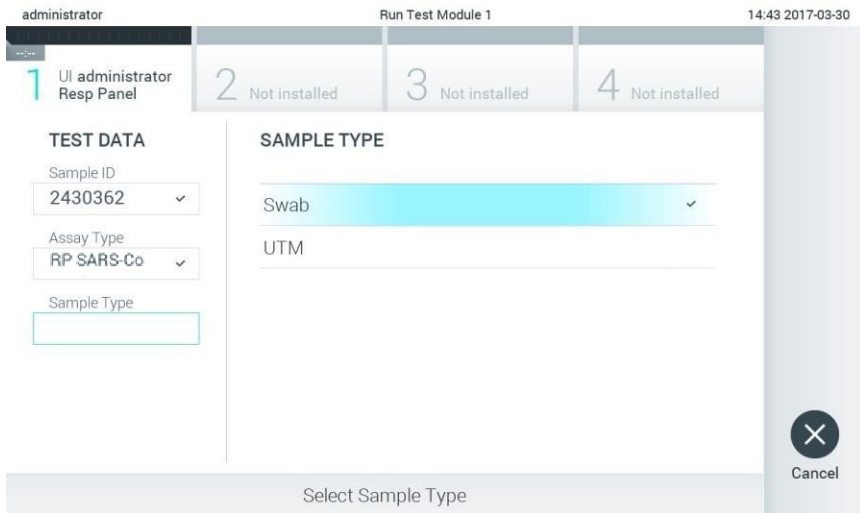 administrator Run Test Module 1 14:43 2017-03-30
--:--
1 UI administrator
Resp Panel
2 Not installed
3 Not installed
4 Not installed
TEST DATA
Sample ID
2430362
Assay Type
RP SARS-Co
Sample Type
SAMPLE TYPE
Swab
UTM
Cancel
Select Sample Type